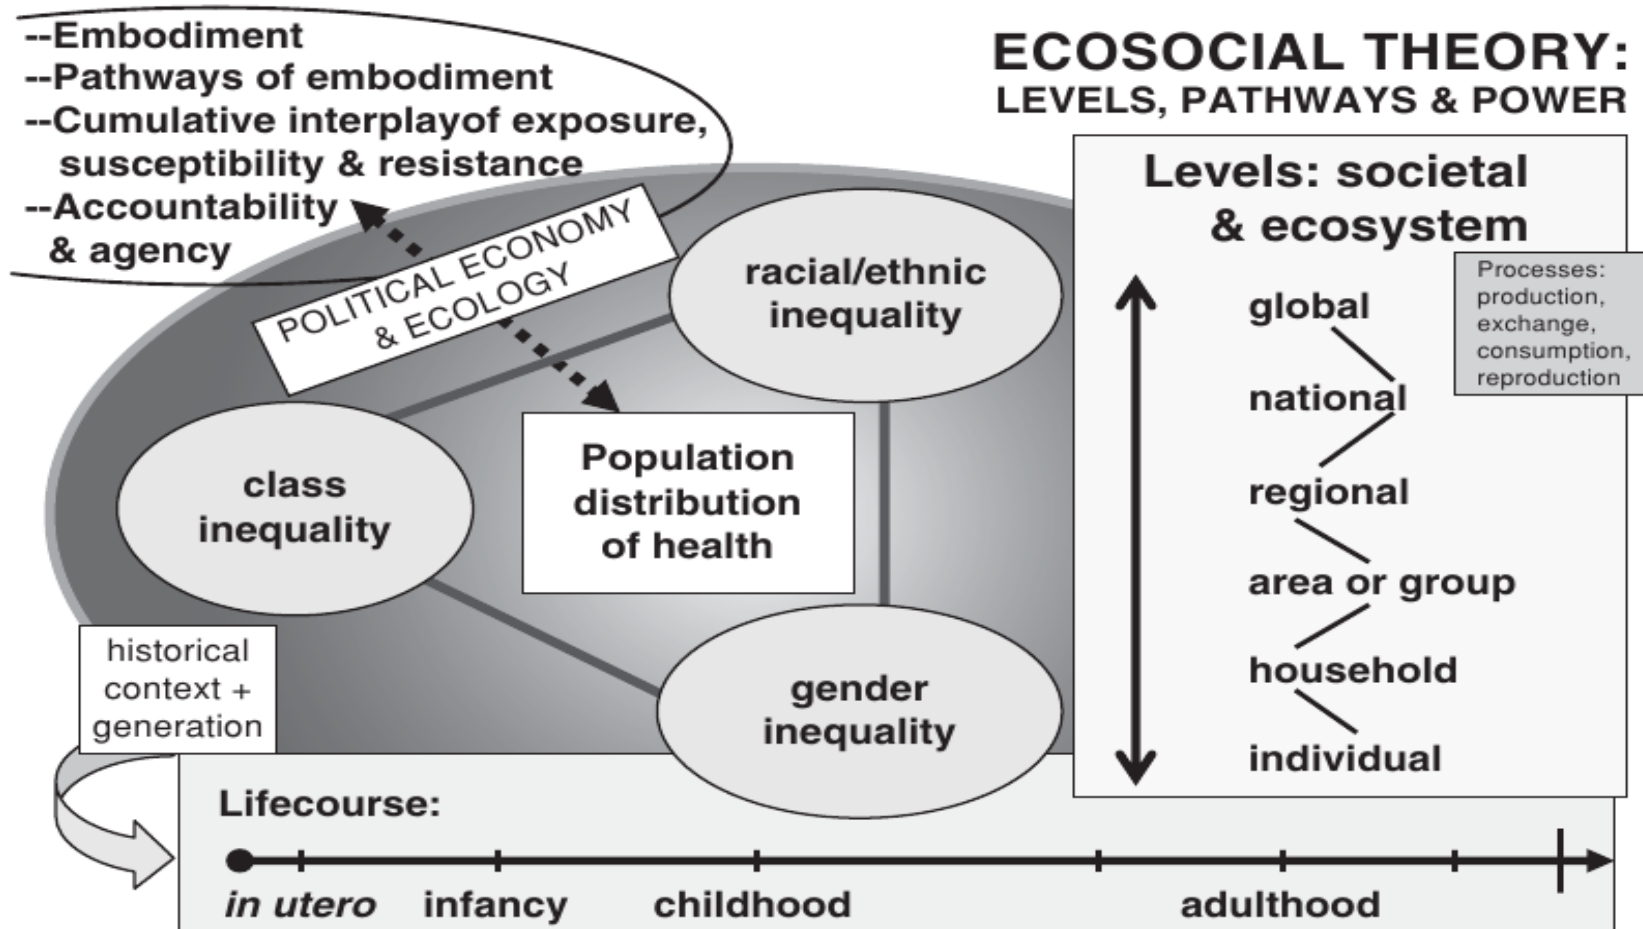 --Embodiment
--Pathways of embodiment
--Cumulative interplayof exposure,
susceptibility & resistance
--Accountability
& agency
ECOSOCIAL THEORY:
LEVELS, PATHWAYS & POWER
POLITICAL ECONOMY
& ECOLOGY
racial/ethnic
inequality
class
inequality
Population
distribution
of health
gender
inequality
Levels: societal
& ecosystem
Processes:
production,
exchange,
consumption,
reproduction
global
national
regional
area or group
household
individual
historical
context +
generation
Lifecourse:
in utero
infancy
childhood
adulthood